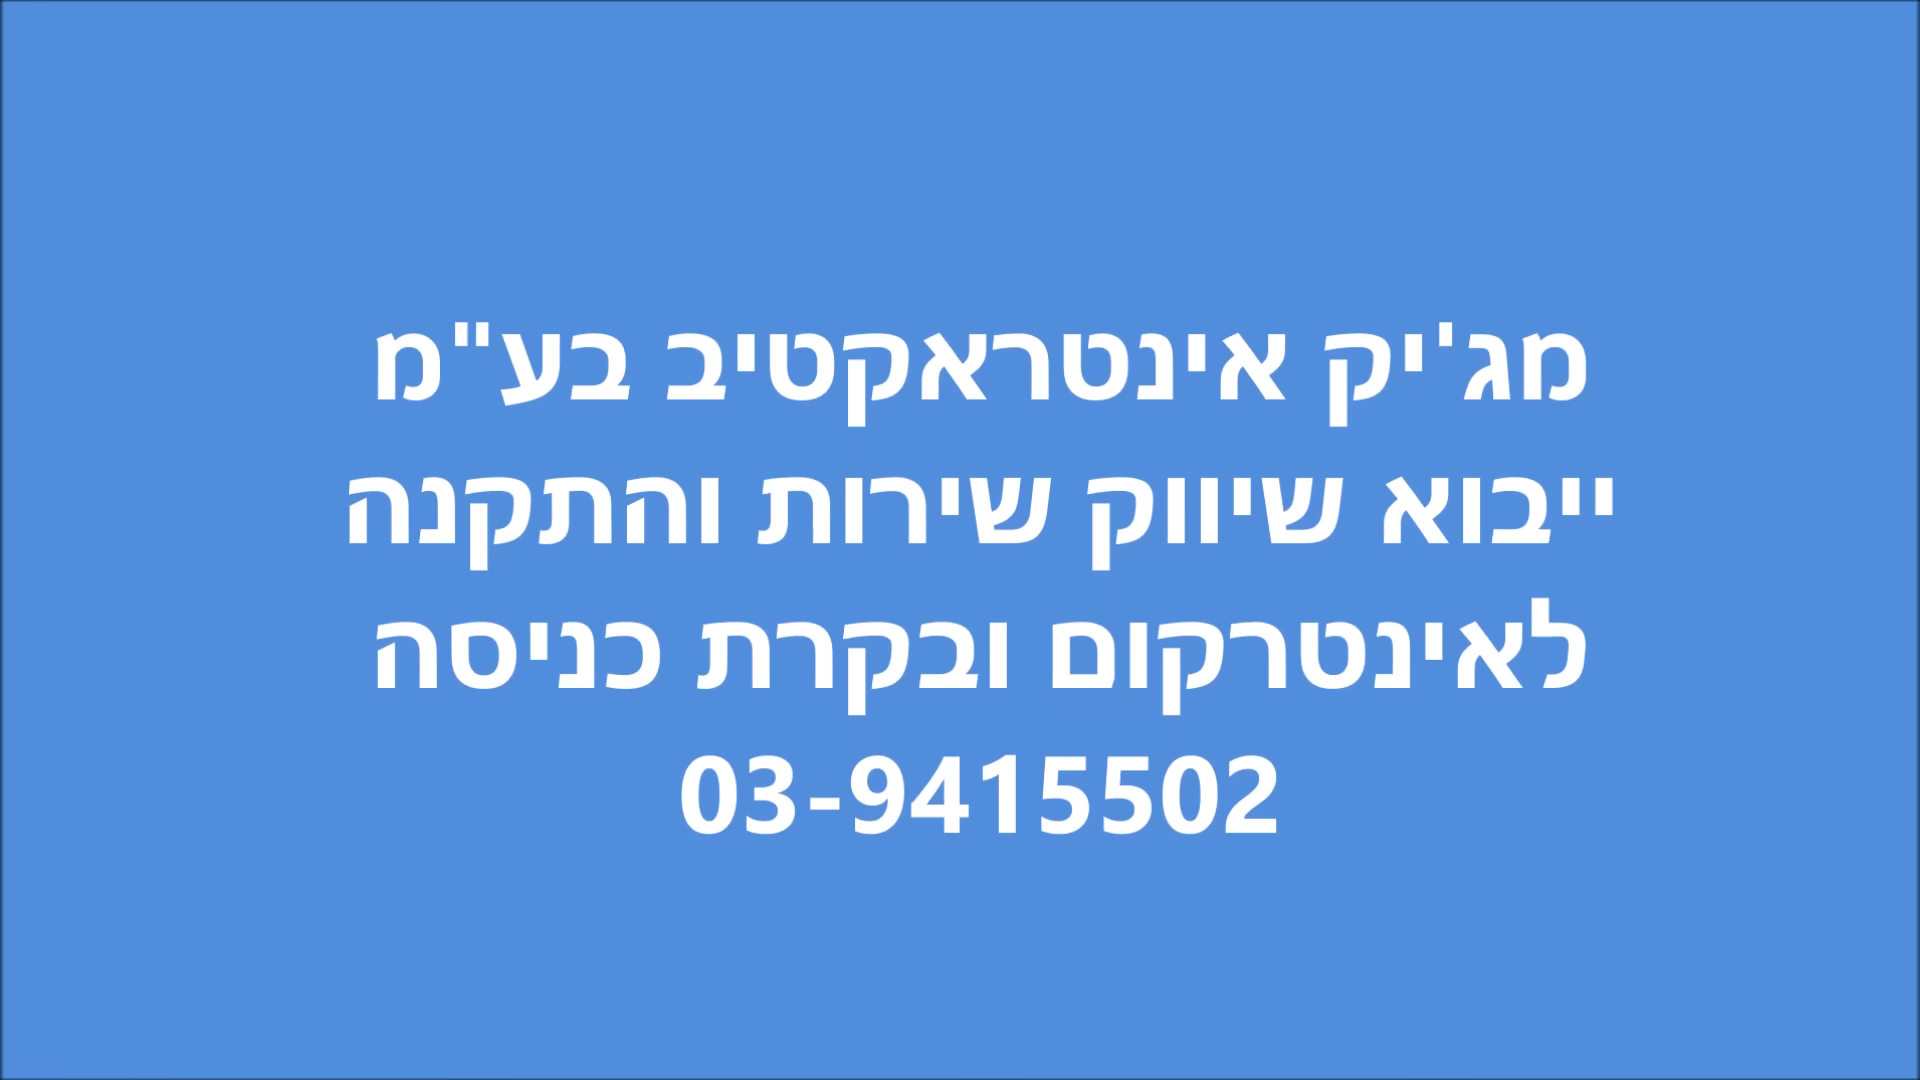 מג'יק אינטראקטיב בע"מ
ייבוא שיווק שירות והתקנה
לאינטרקום ובקרת כניסה
03-9415502